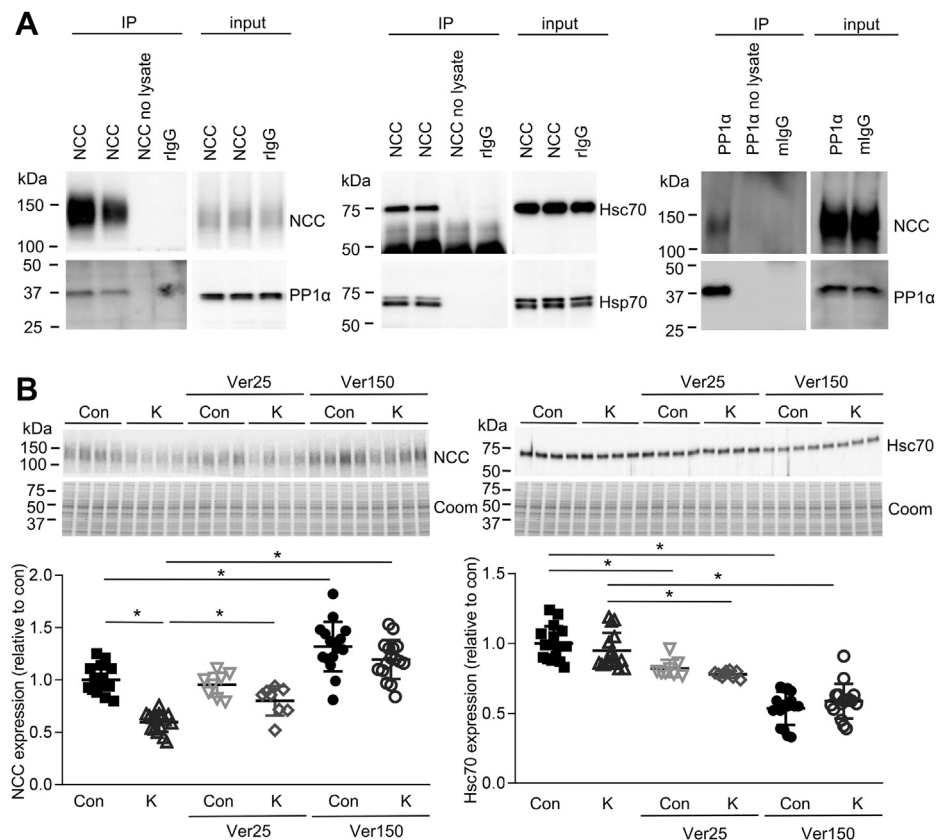 A
IP
input
NCC
NCC
NCC no lysate
rIgG
NCC
NCC
rIgG
kDa
150
100
NCC
50
37
25
PP1α
IP
input
NCC
NCC
NCC no lysate
rIgG
NCC
NCC
rIgG
kDa
75
50
Hsc70
75
50
Hsp70
IP
input
PP1α
PP1α no lysate
mIgG
PP1α
mIgG
kDa
150
100
NCC
50
37
25
PP1α
B
Ver25 Ver150
Con K Con K Con K
kDa
150
100
NCC
75
50
37
Coom
NCC expression (relative to con)
2.0
1.5
1.0
0.5
0.0
* *
* *
Con K Con K Con K
Ver25 Ver150
Ver25 Ver150
Con K Con K Con K
kDa
75
50
Hsc70
75
50
37
Coom
Hsc70 expression (relative to con)
1.5
1.0
0.5
0.0
* *
* *
Con K Con K Con K
Ver25 Ver150